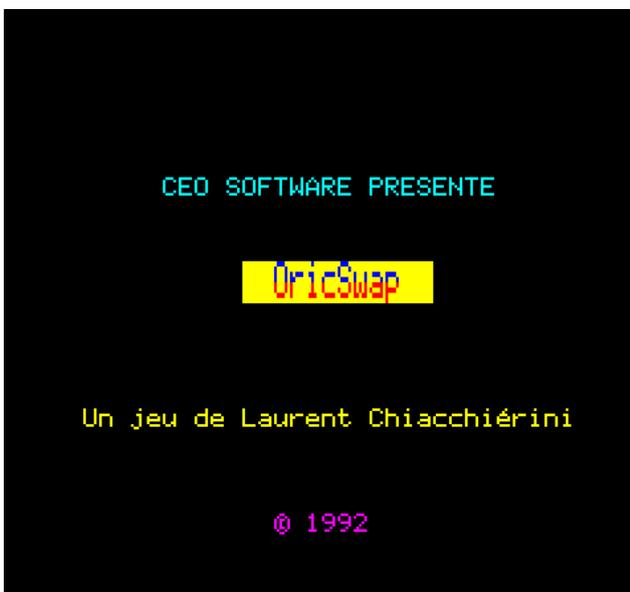 CEO SOFTWARE PRESENTE
OricSwap
Un jeu de Laurent Chiacchiérini
© 1992